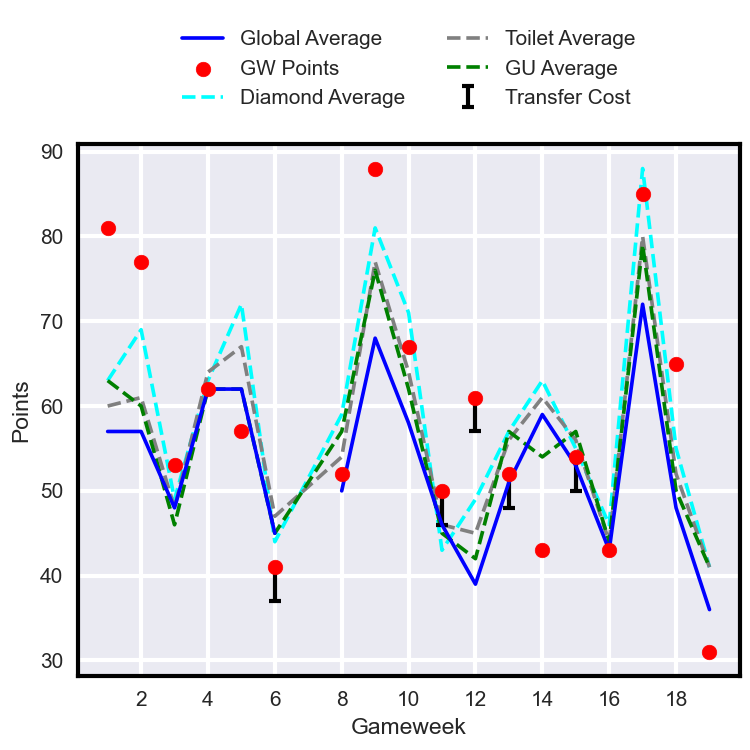 Global Average
GW Points
Diamond Average
Toilet Average
GU Average
Transfer Cost
90
80
70
60
50
40
30
Points
2 4 6 8 10 12 14 16 18
Gameweek